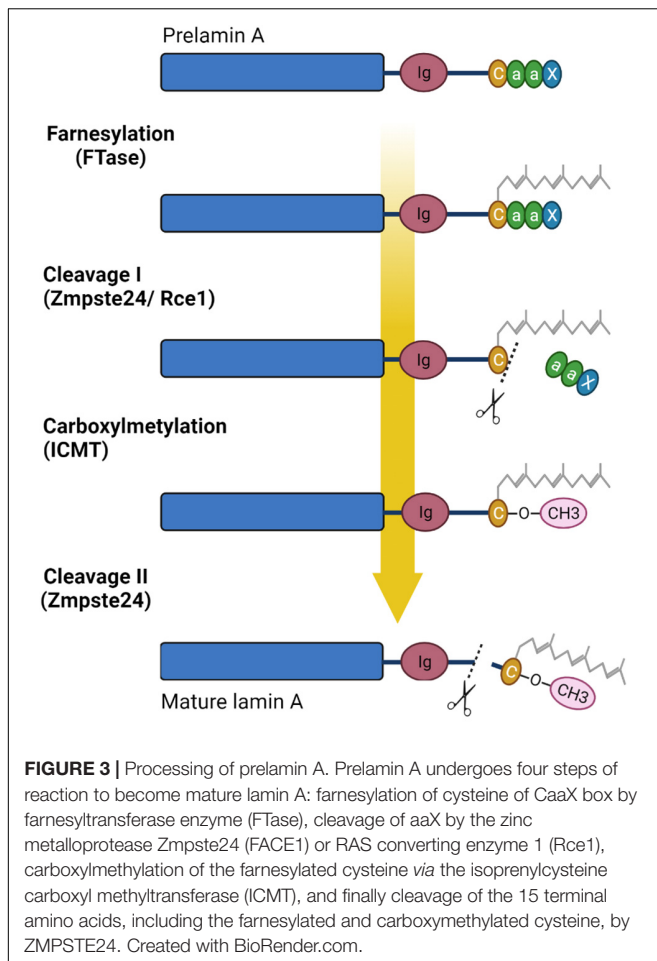 Prelamin A
Ig
C a a X
Farnesylation
(FTase)
Ig
C a a X
Cleavage I
(Zmpste24/ Rce1)
Ig
C
a a X
Carboxylmetylation
(ICMT)
Ig
C-O-CH3
Cleavage II
(Zmpste24)
Ig
C-O-CH3
Mature lamin A
FIGURE 3 | Processing of prelamin A. Prelamin A undergoes four steps of
reaction to become mature lamin A: farnesylation of cysteine of CaaX box by
farnesyltransferase enzyme (FTase), cleavage of aaX by the zinc
metalloprotease Zmpste24 (FACE1) or RAS converting enzyme 1 (Rce1),
carboxylmethylation of the farnesylated cysteine via the isoprenylcysteine
carboxyl methyltransferase (ICMT), and finally cleavage of the 15 terminal
amino acids, including the farnesylated and carboxymethylated cysteine, by
ZMPSTE24. Created with BioRender.com.